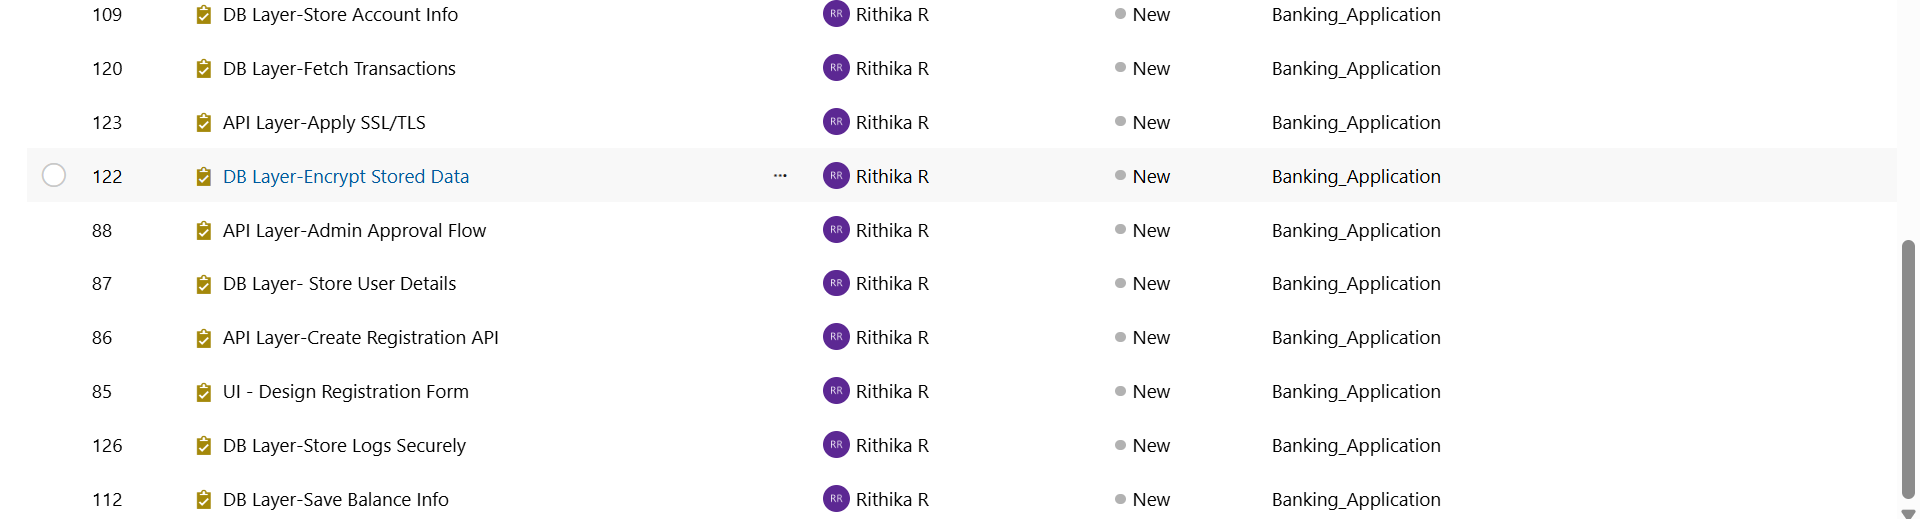 109 DB Layer-Store Account Info RR Rithika R New Banking_Application
120 DB Layer-Fetch Transactions RR Rithika R New Banking_Application
123 API Layer-Apply SSL/TLS RR Rithika R New Banking_Application
122 DB Layer-Encrypt Stored Data ... RR Rithika R New Banking_Application
88 API Layer-Admin Approval Flow RR Rithika R New Banking_Application
87 DB Layer- Store User Details RR Rithika R New Banking_Application
86 API Layer-Create Registration API RR Rithika R New Banking_Application
85 UI - Design Registration Form RR Rithika R New Banking_Application
126 DB Layer-Store Logs Securely RR Rithika R New Banking_Application
112 DB Layer-Save Balance Info RR Rithika R New Banking_Application